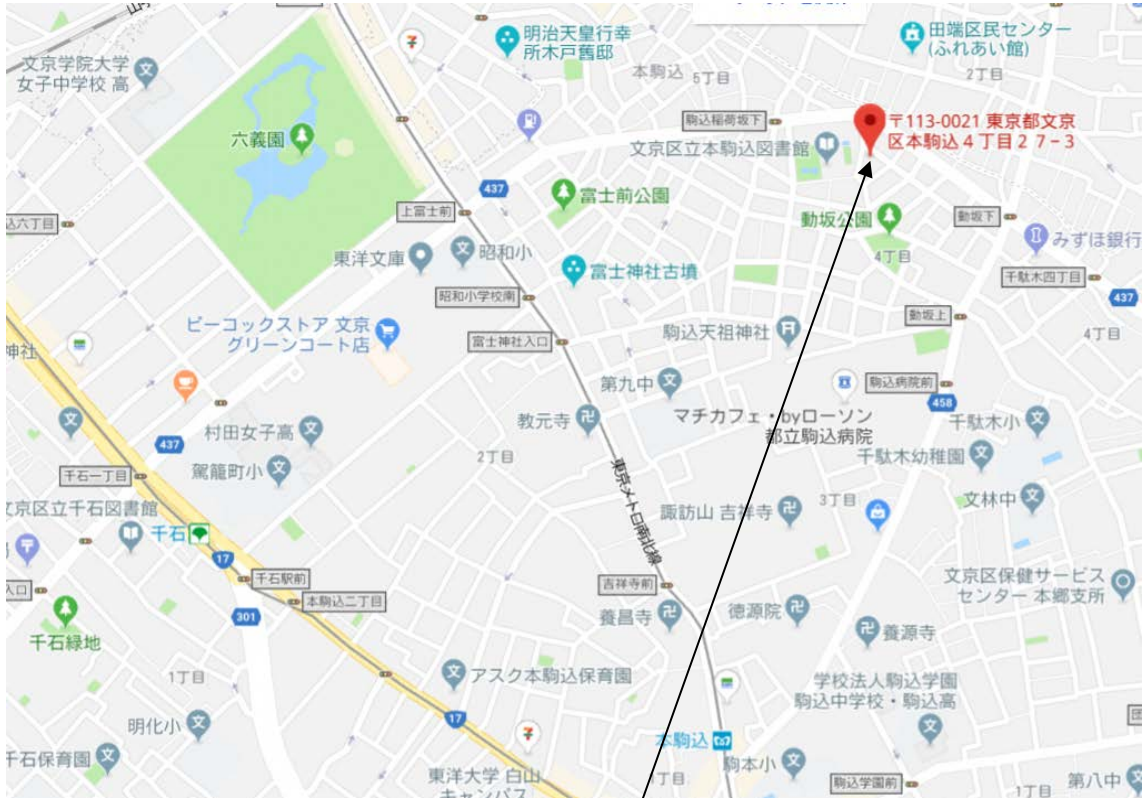 明治天皇行幸
所木戸舊邸
田端区民センター
(ふれあい館)
文京学院大学
女子中学校 高
本駒込
5丁目
2丁目
六義園
駒込稲荷坂下
〒113-0021 東京都文京
区本駒込4丁目27-3
文京区立本駒込図書館
437
富士前公園
上富士前
動坂公園
動坂下
込六丁目
東洋文庫
昭和小
4丁目
みずほ銀行
富士神社古墳
千駄木四丁目
昭和小学校南
437
ピーコックストア 文京
グリーンコート店
駒込天祖神社
動坂上
4丁目
富士神社入口
神社
第九中
駒込病院前
458
マチカフェ・byローソン
都立駒込病院
教元寺
千駄木小
437
村田女子高
千駄木幼稚園
2丁目
駕籠町小
千石一丁目
東京メトロ南北線
3丁目
文林中
文京区立千石図書館
諏訪山 吉祥寺
千石
17
千石駅前
吉祥寺前
文京区保健サービス
センター 本郷支所
入口
本駒込二丁目
301
養昌寺
徳源院
養源寺
千石緑地
1丁目
アスク本駒込保育園
学校法人駒込学園
駒込中学校・駒込高
17
明化小
本駒込
千石保育園
東洋大学 白山
キャンパス
1丁目
駒本小
駒込学園前
1丁目
第八中